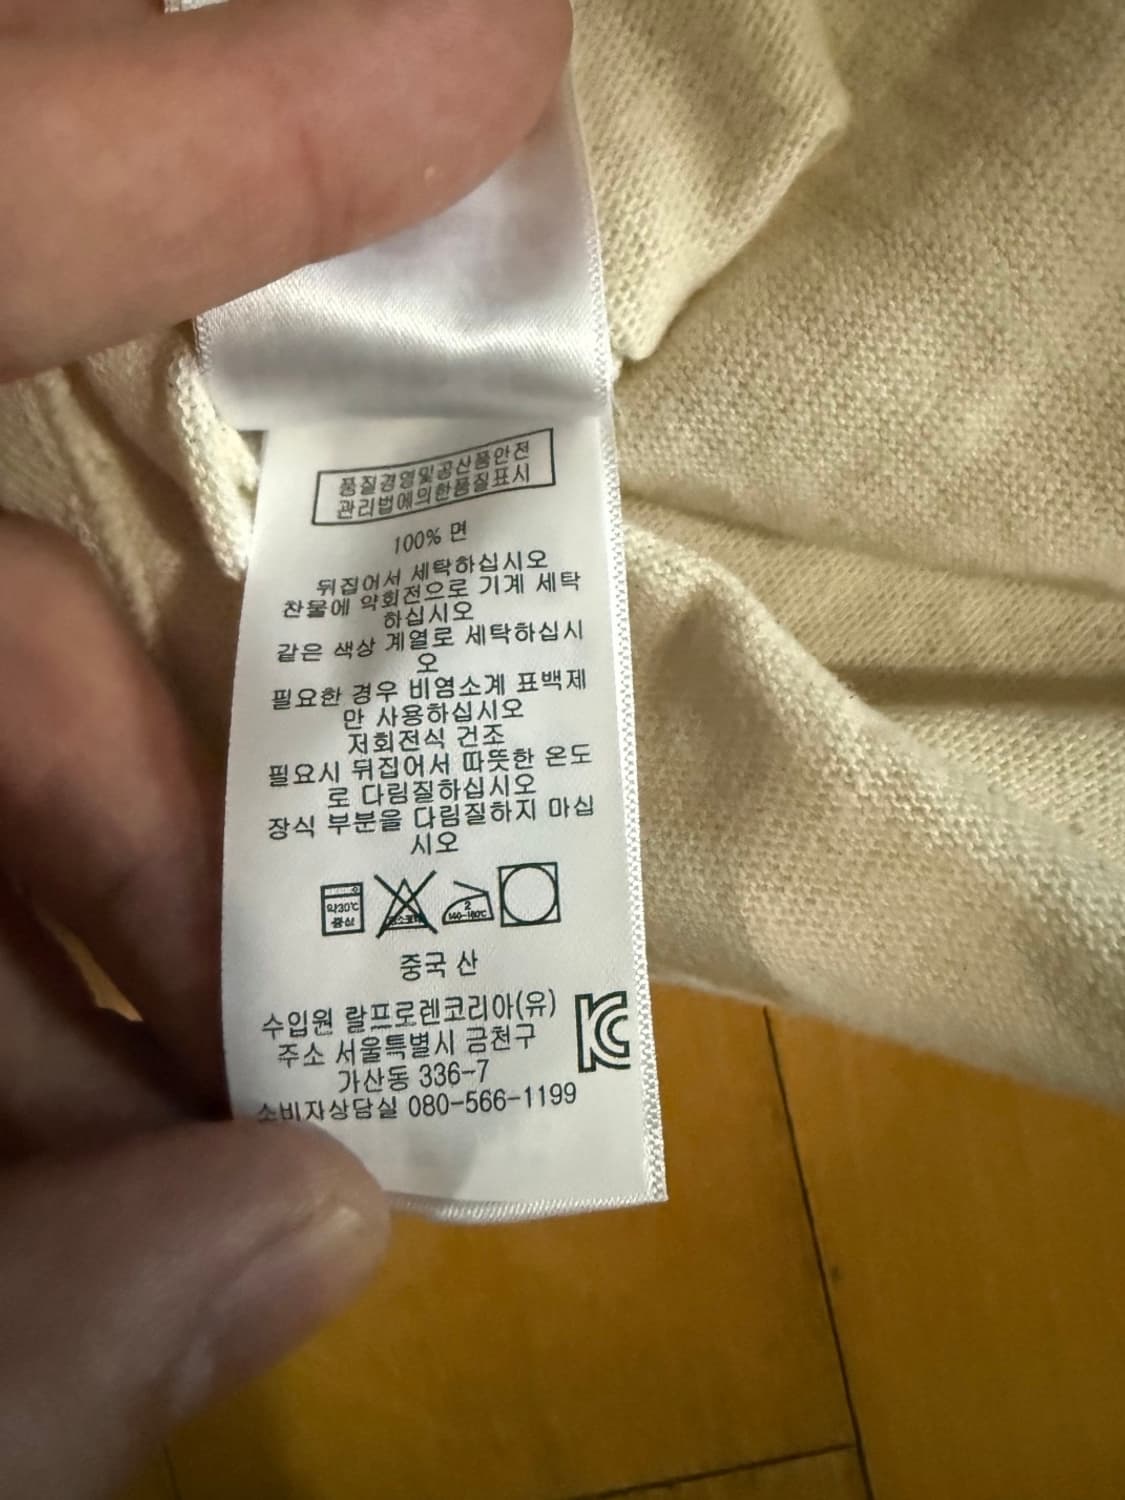 품질경영및공산품안전
관리법에의한품질표시
100% 면
뒤집어서 세탁하십시오
찬물에 약회전으로 기계 세탁
하십시오
같은 색상 계열로 세탁하십시
오
필요한 경우 비염소계 표백제
만 사용하십시오
저회전식 건조
필요시 뒤집어서 따뜻한 온도
로 다림질하십시오
장식 부분을 다림질하지 마십
시오
약30℃
중성
2
140~160℃
중국 산
수입원 랄프로렌코리아(유)
주소 서울특별시 금천구
가산동 336-7
소비자상담실 080-566-1199